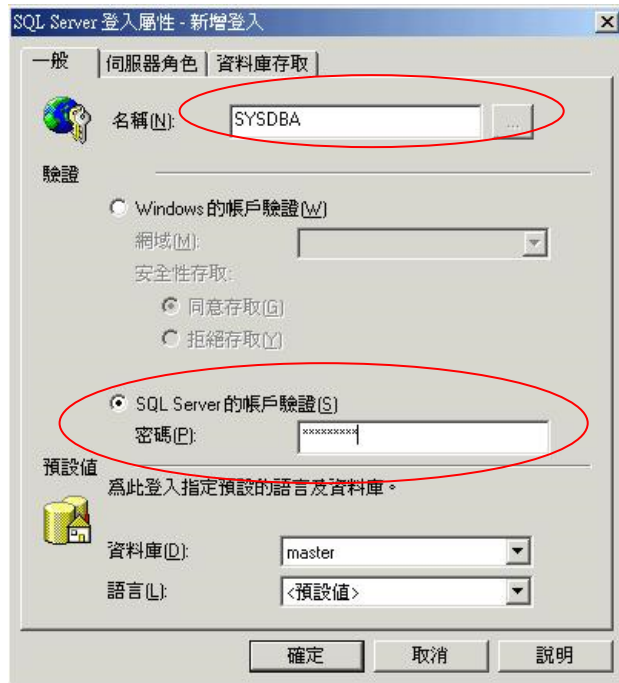 SQL Server 登入屬性 - 新增登入
一般 伺服器角色 資料庫存取
名稱(N): SYSDBA ...
驗證
Windows 的帳戶驗證(W)
網域(M):
安全性存取:
同意存取(G)
拒絕存取(Y)
SQL Server 的帳戶驗證(S)
密碼(P): *********
預設值
為此登入指定預設的語言及資料庫。
資料庫(D): master
語言(L): <預設值>
確定 取消 說明